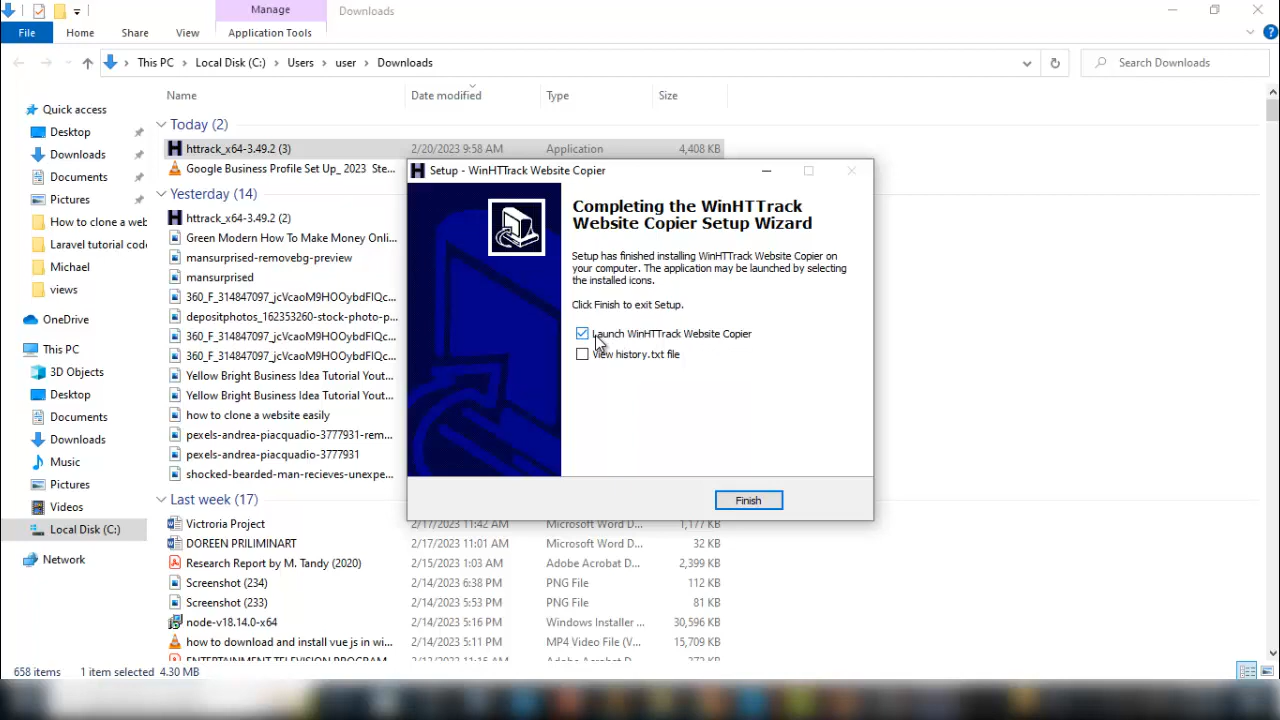 Manage
Downloads
File
Home
Share
View
Application Tools
This PC
Local Disk (C:)
Users
user
Downloads
Search Downloads
Name
Date modified
Type
Size
Quick access
Desktop
Downloads
Documents
Pictures
How to clone a web
Laravel tutorial code
Michael
views
OneDrive
This PC
3D Objects
Desktop
Documents
Downloads
Music
Pictures
Videos
Local Disk (C:)
Network
Today (2)
httrack_x64-3.49.2 (3) 2/20/2023 9:58 AM Application 4,408 KB
Google Business Profile Set Up_ 2023 Ste...
Yesterday (14)
httrack_x64-3.49.2 (2)
Green Modern How To Make Money Onli...
mansurprised-removebg-preview
mansurprised
360_F_314847097_jcVcaoM9HOOybdFIQc...
depositphotos_162353260-stock-photo-p...
360_F_314847097_jcVcaoM9HOOybdFIQc...
360_F_314847097_jcVcaoM9HOOybdFIQc...
Yellow Bright Business Idea Tutorial Yout...
Yellow Bright Business Idea Tutorial Yout...
how to clone a website easily
pexels-andrea-piacquadio-3777931-rem...
pexels-andrea-piacquadio-3777931
shocked-bearded-man-recieves-unexpe...
Last week (17)
Victroria Project 2/17/2023 11:42 AM Microsoft Word D... 1,177 KB
DOREEN PRILIMINART 2/17/2023 11:01 AM Microsoft Word D... 32 KB
Research Report by M. Tandy (2020) 2/15/2023 1:03 AM Adobe Acrobat D... 2,399 KB
Screenshot (234) 2/14/2023 6:38 PM PNG File 112 KB
Screenshot (233) 2/14/2023 5:53 PM PNG File 81 KB
node-v18.14.0-x64 2/14/2023 5:16 PM Windows Installer ... 30,596 KB
how to download and install vue js in wi... 2/14/2023 5:11 PM MP4 Video File (V... 15,709 KB
Setup - WinHTTrack Website Copier
Completing the WinHTTrack
Website Copier Setup Wizard
Setup has finished installing WinHTTrack Website Copier on
your computer. The application may be launched by selecting
the installed icons.
Click Finish to exit Setup.
Launch WinHTTrack Website Copier
View history.txt file
Finish
658 items
1 item selected 4.30 MB